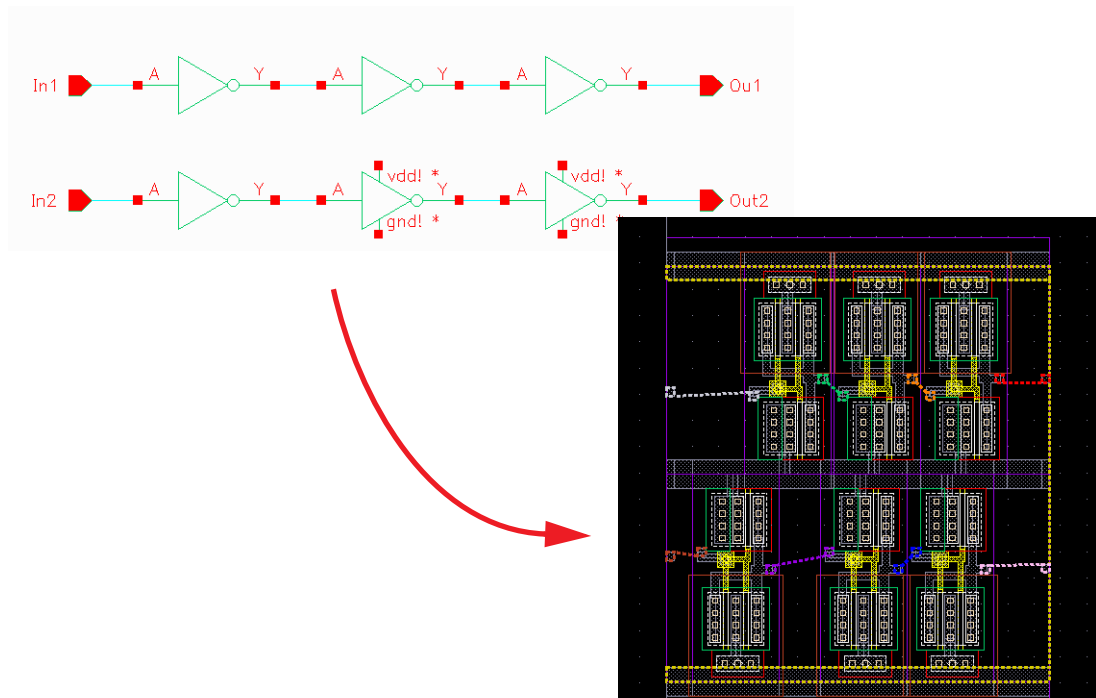 In1 A Y A Y A Y Ou1
vdd! * vdd! *
In2 A Y A Y A Y Out2
gnd! * gnd! *